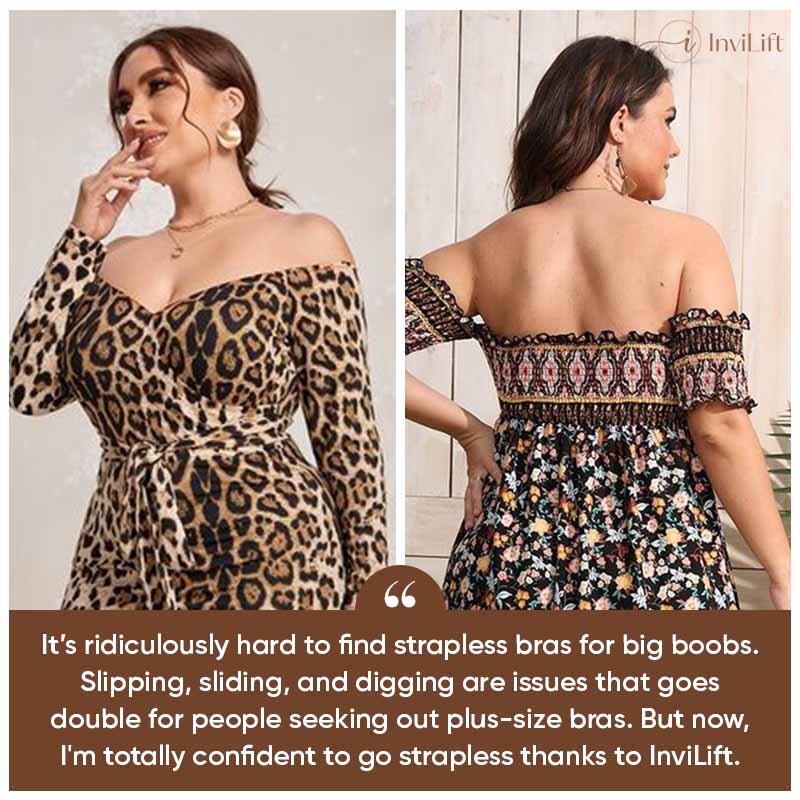 i InviLift
“
It’s ridiculously hard to find strapless bras for big boobs.
Slipping, sliding, and digging are issues that goes
double for people seeking out plus-size bras. But now,
I'm totally confident to go strapless thanks to InviLift.